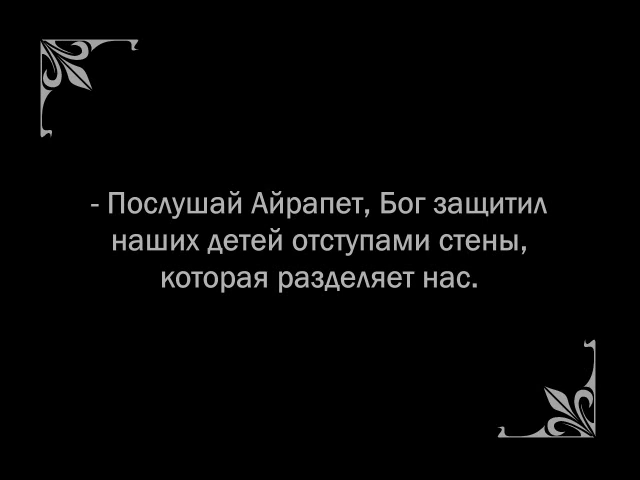 - Послушай Айрапет, Бог защитил
наших детей отступами стены,
которая разделяет нас.